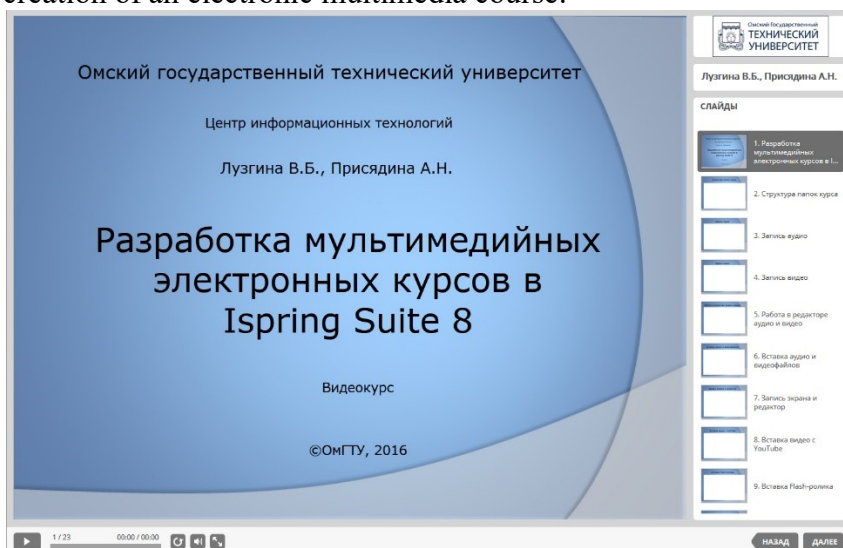 creation of an electronic multimedia course.
Омский государственный технический университет
Центр информационных технологий
Лузгина В.Б., Присядина А.Н.
Разработка мультимедийных
электронных курсов в
Ispring Suite 8
Видеокурс
©ОмГТУ, 2016
Омский Государственный
ТЕХНИЧЕСКИЙ
УНИВЕРСИТЕТ
Лузгина В.Б., Присядина А.Н.
СЛАЙДЫ
1. Разработка
мультимедийных
электронных курсов в I...
2. Структура папок курса
3. Запись аудио
4. Запись видео
5. Работа в редакторе
аудио и видео
6. Вставка аудио и
видеофайлов
7. Запись экрана и
редактор
8. Вставка видео с
YouTube
9. Вставка Flash-ролика
1 / 23
00:00 / 00:00
НАЗАД
ДАЛЕЕ